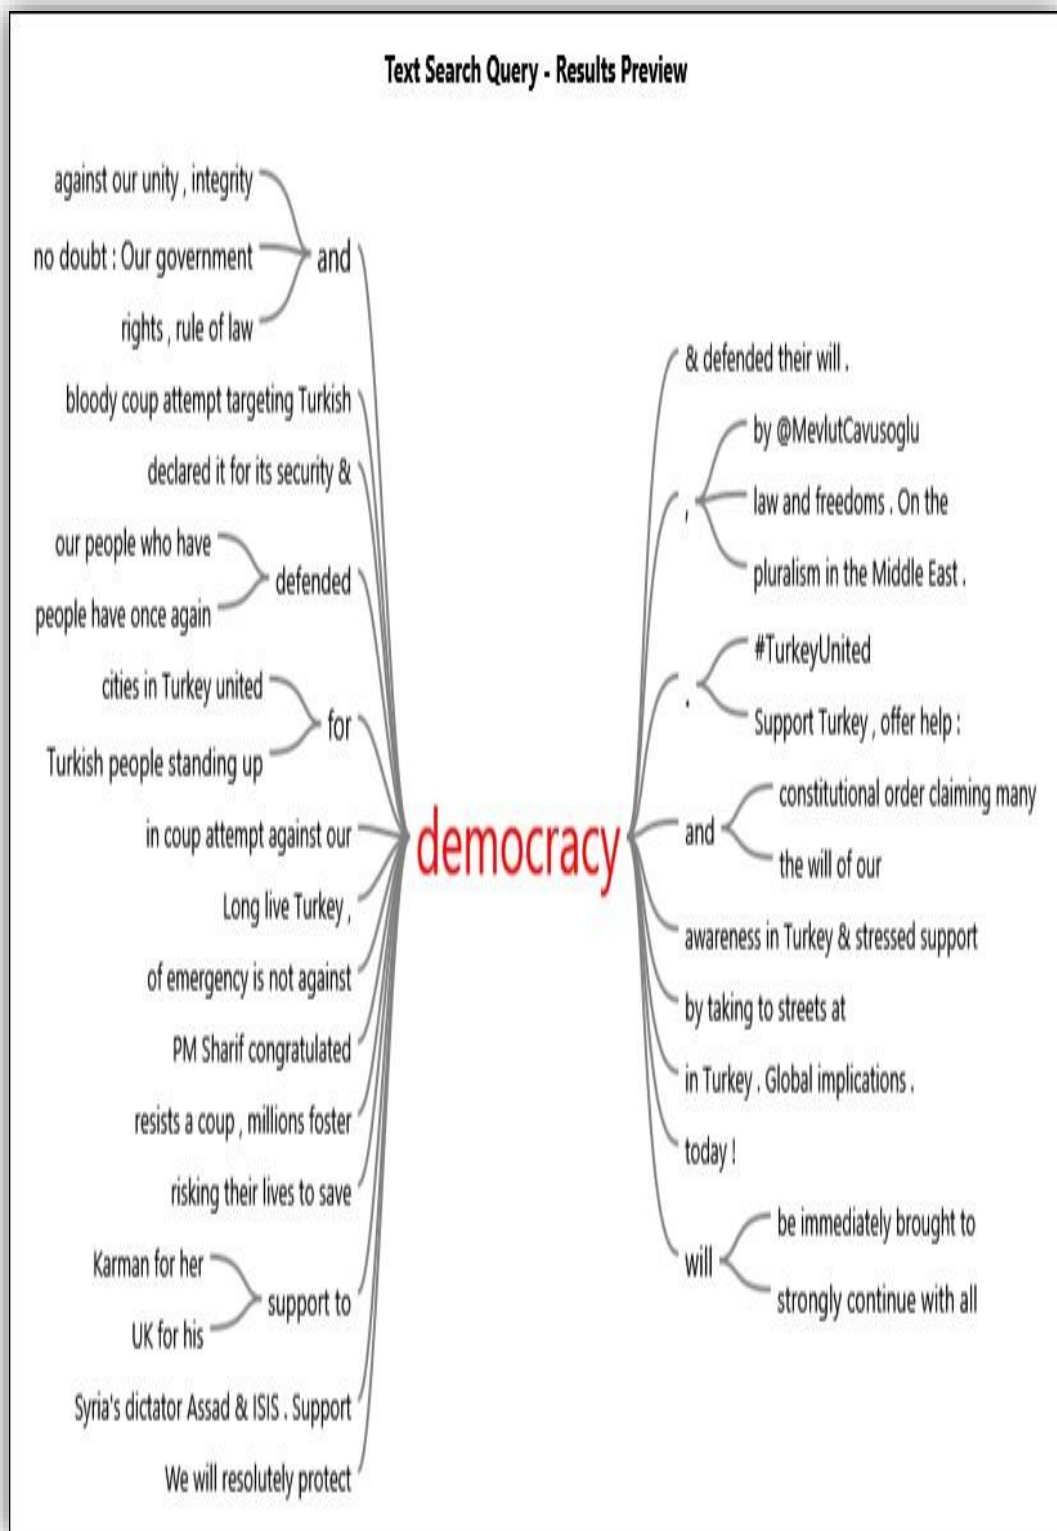 Text Search Query - Results Preview
against our unity , integrity
no doubt : Our government
rights , rule of law
and
bloody coup attempt targeting Turkish
declared it for its security &
our people who have
people have once again
defended
cities in Turkey united
Turkish people standing up
for
in coup attempt against our
Long live Turkey ,
of emergency is not against
PM Sharif congratulated
resists a coup , millions foster
risking their lives to save
Karman for her
UK for his
support to
Syria's dictator Assad & ISIS . Support
We will resolutely protect
democracy
& defended their will .
,
by @MevlutCavusoglu
law and freedoms . On the
pluralism in the Middle East .
.
#TurkeyUnited
Support Turkey , offer help :
and
constitutional order claiming many
the will of our
awareness in Turkey & stressed support
by taking to streets at
in Turkey . Global implications .
today !
will
be immediately brought to
strongly continue with all